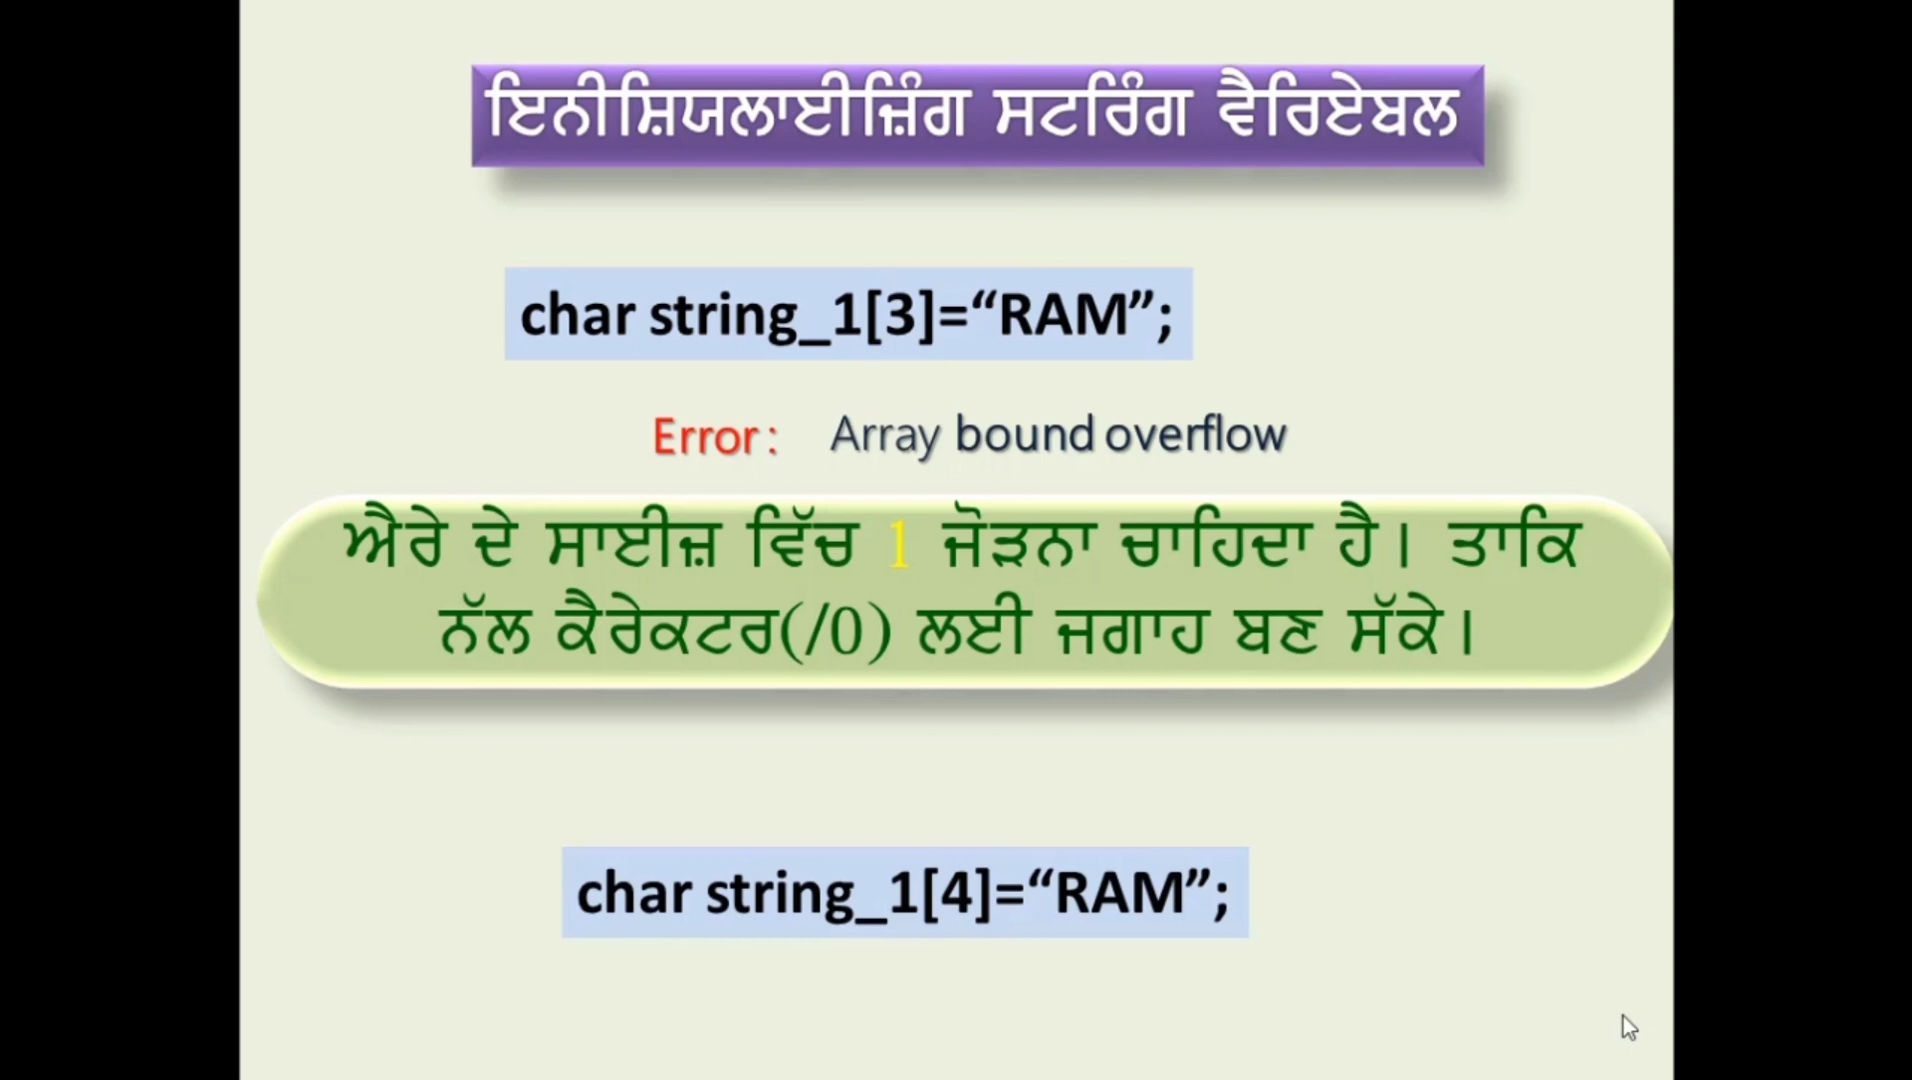 ਇਨੀਸ਼ਿਯਲਾਈਜ਼ਿੰਗ ਸਟਰਿੰਗ ਵੈਰਿਏਬਲ
char string_1[3]=“RAM”;
Error: Array bound overflow
ਐਰੇ ਦੇ ਸਾਈਜ਼ ਵਿੱਚ 1 ਜੋੜਨਾ ਚਾਹਿਦਾ ਹੈ। ਤਾਕਿ
ਨੱਲ ਕੈਰੇਕਟਰ(/0) ਲਈ ਜਗਾਹ ਬਣ ਸੱਕੇ।
char string_1[4]=“RAM”;